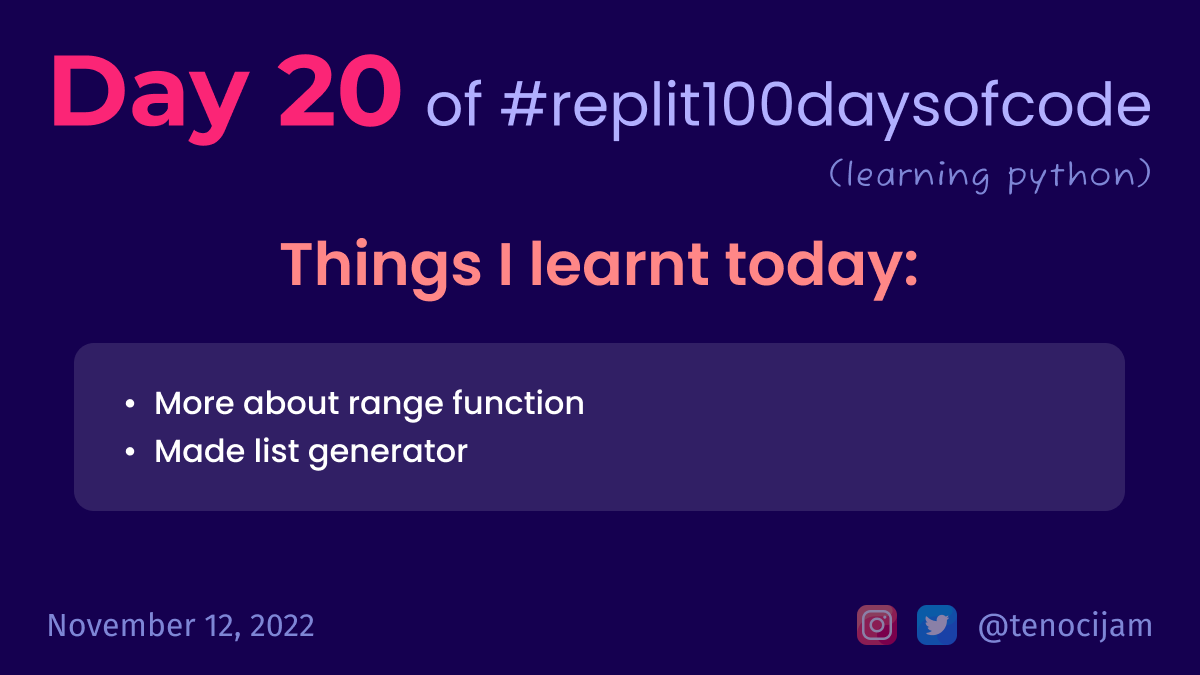 Day 20 of #replit100daysofcode
(learning python)
Things I learnt today:
• More about range function
• Made list generator
November 12, 2022
@tenocijam